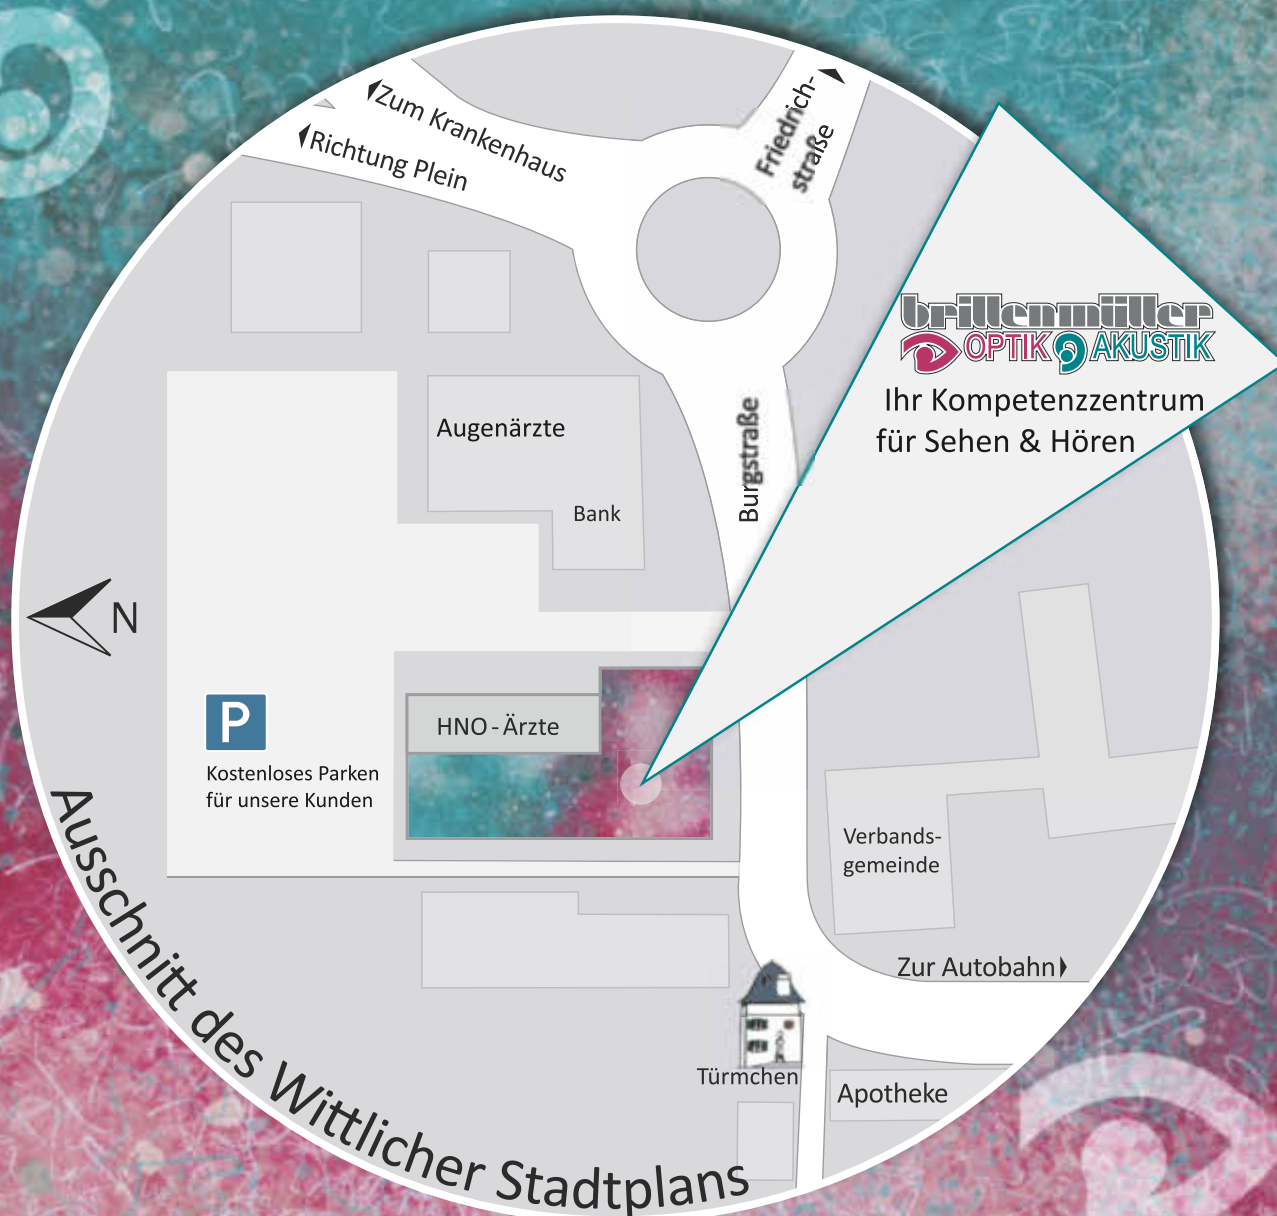 Zum Krankenhaus
Richtung Plein
Friedrich-
straße
brillenmüller
OPTIK AKUSTIK
Ihr Kompetenzzentrum
für Sehen & Hören
Burgstraße
Augenärzte
Bank
N
P
Kostenloses Parken
für unsere Kunden
HNO-Ärzte
Verbands-
gemeinde
Zur Autobahn
Türmchen
Apotheke
Ausschnitt des Wittlicher Stadtplans